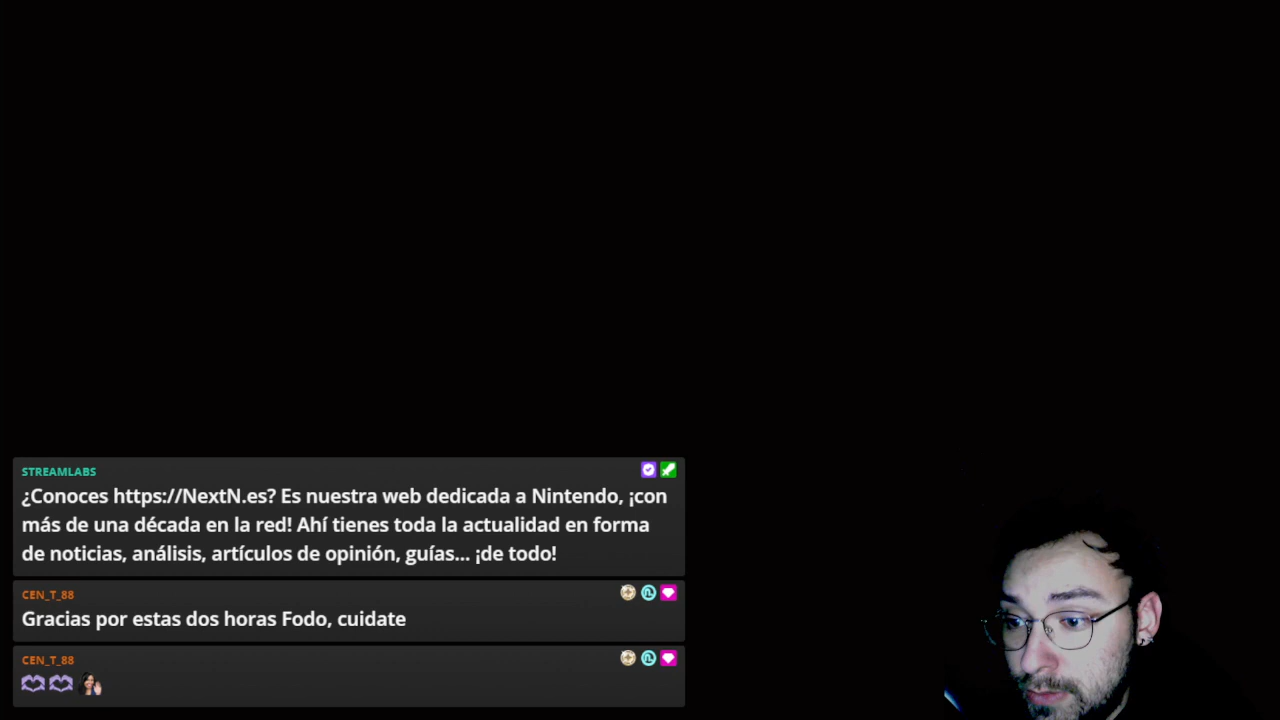 STREAMLABS
¿Conoces https://NextN.es? Es nuestra web dedicada a Nintendo, ¡con
más de una década en la red! Ahí tienes toda la actualidad en forma
de noticias, análisis, artículos de opinión, guías... ¡de todo!
CEN_T_88
Gracias por estas dos horas Fodo, cuidate
CEN_T_88